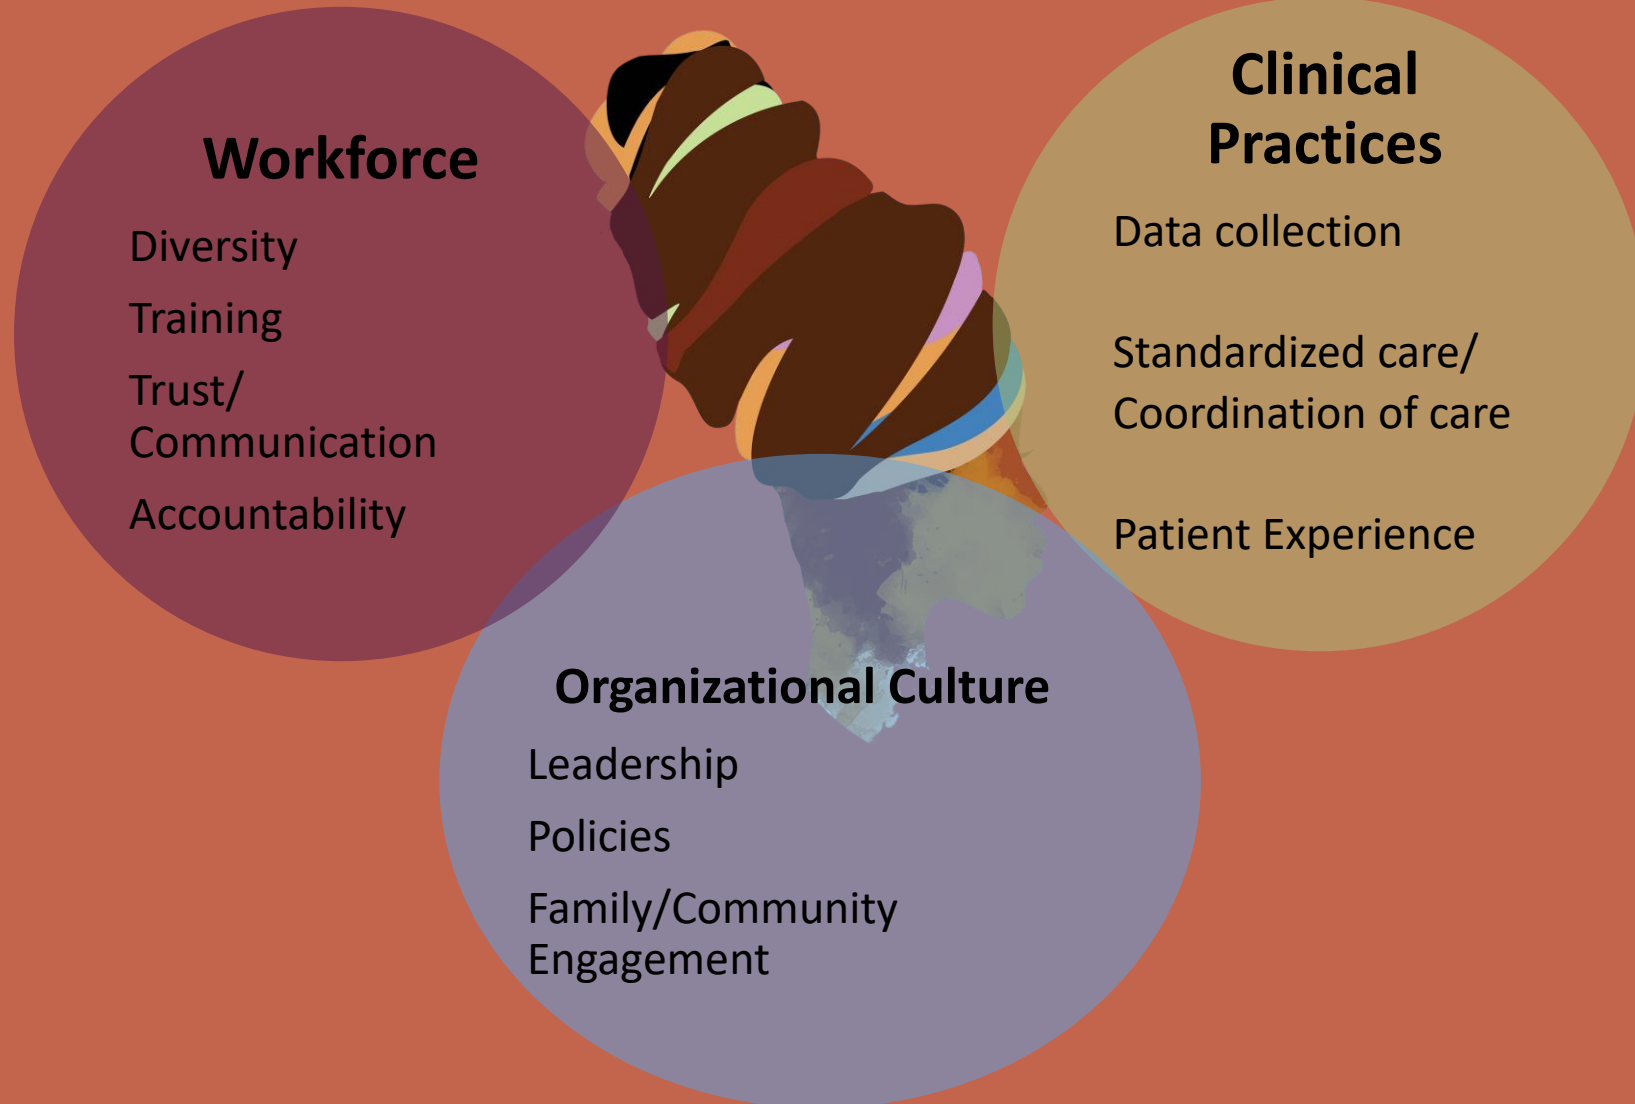 Workforce
Diversity
Training
Trust/
Communication
Accountability
Clinical
Practices
Data collection
Standardized care/
Coordination of care
Patient Experience
Organizational Culture
Leadership
Policies
Family/Community
Engagement